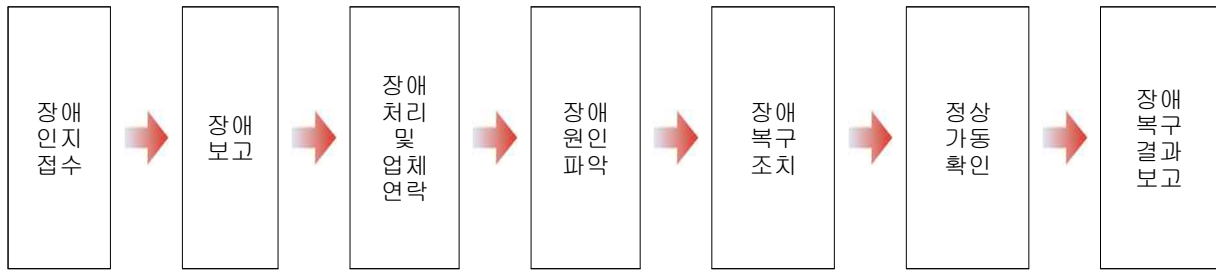 장애
인지
접수
장애
보고
장애
처리
및
업체
연락
장애
원인
파악
장애
복구
조치
정상
가동
확인
장애
복구
결과
보고